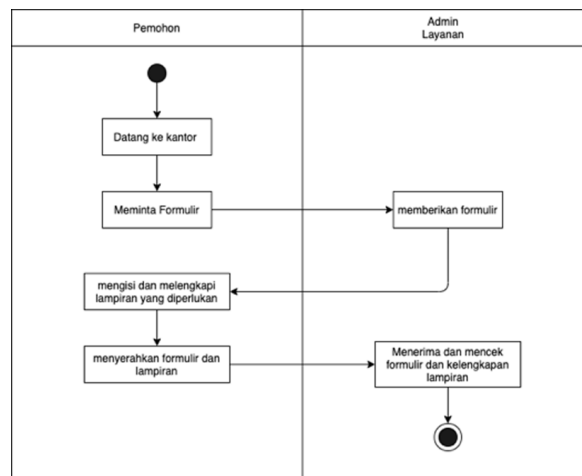 Pemohon
Admin
Layanan
Datang ke kantor
Meminta Formulir
memberikan formulir
mengisi dan melengkapi
lampiran yang diperlukan
menyerahkan formulir dan
lampiran
Menerima dan mencek
formulir dan kelengkapan
lampiran